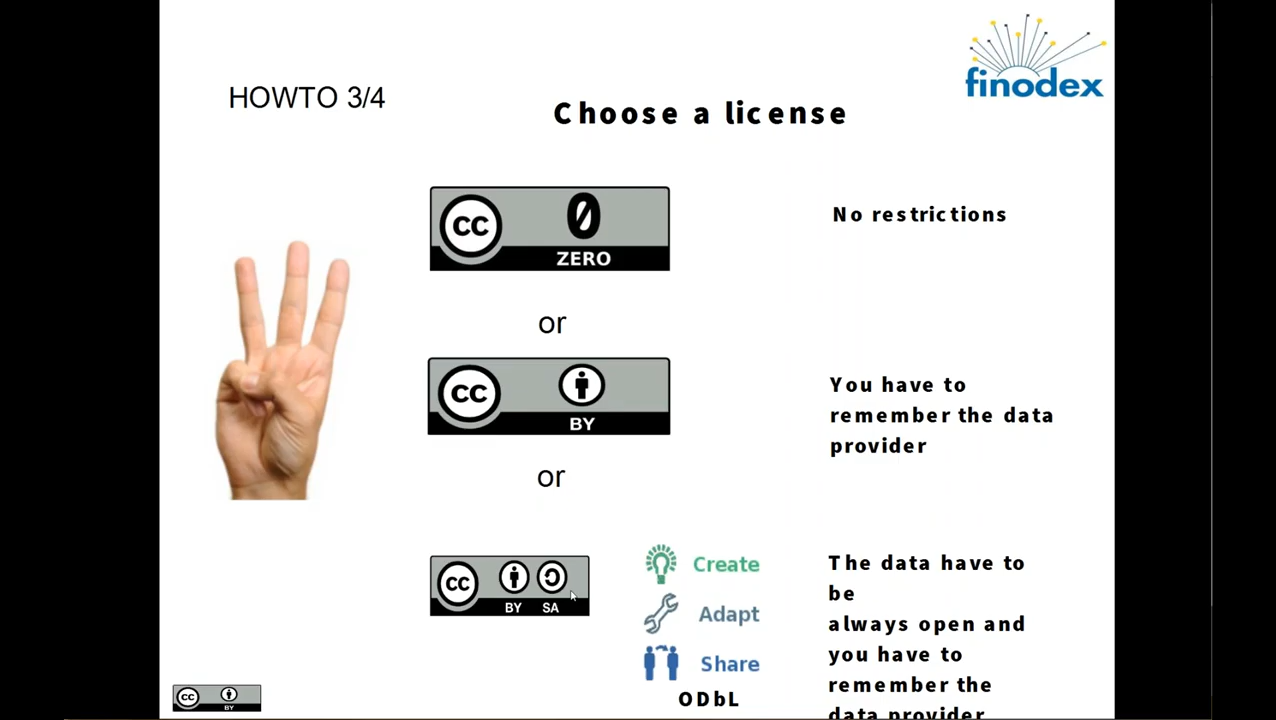 finodex
HOWTO 3/4
Choose a license
CC 0
ZERO
No restrictions
or
CC
BY
You have to
remember the data
provider
or
CC
BY SA
Create
Adapt
Share
ODbL
The data have to
be
always open and
you have to
remember the
data provider
CC
BY